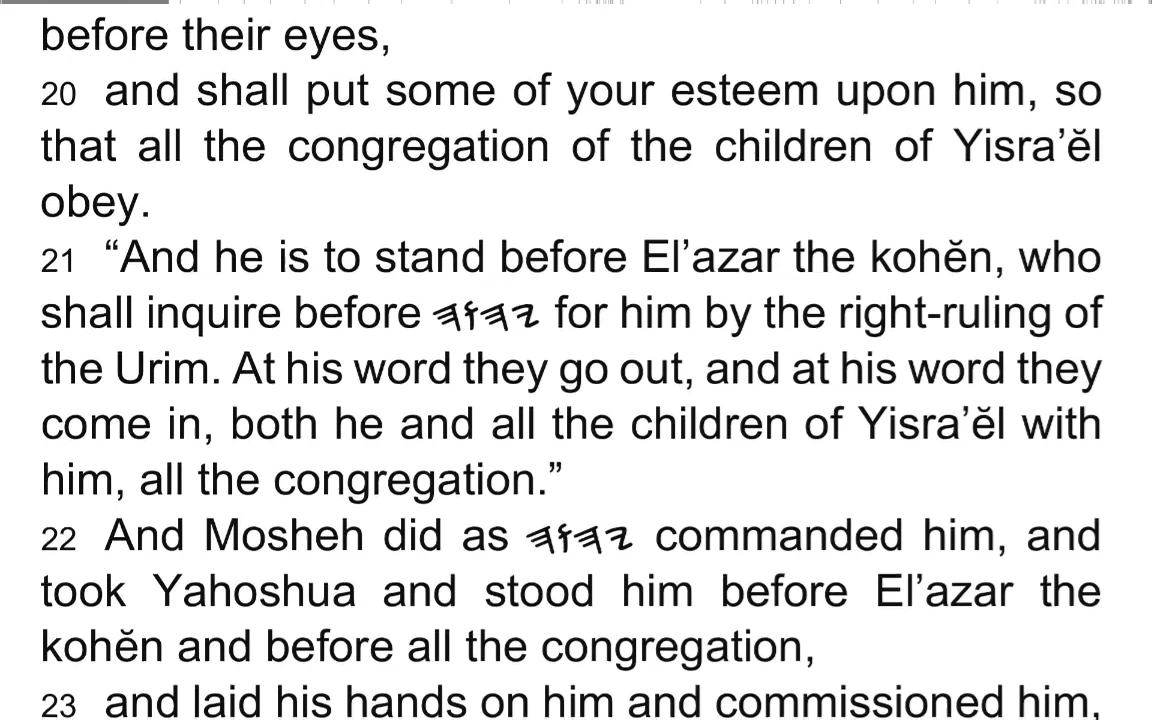 before their eyes,
20 and shall put some of your esteem upon him, so
that all the congregation of the children of Yisra’ĕl
obey.
21 “And he is to stand before El’azar the kohĕn, who
shall inquire before 𐤉𐤄𐤅𐤄 for him by the right-ruling of
the Urim. At his word they go out, and at his word they
come in, both he and all the children of Yisra’ĕl with
him, all the congregation.”
22 And Mosheh did as 𐤉𐤄𐤅𐤄 commanded him, and
took Yahoshua and stood him before El’azar the
kohĕn and before all the congregation,
23 and laid his hands on him and commissioned him,